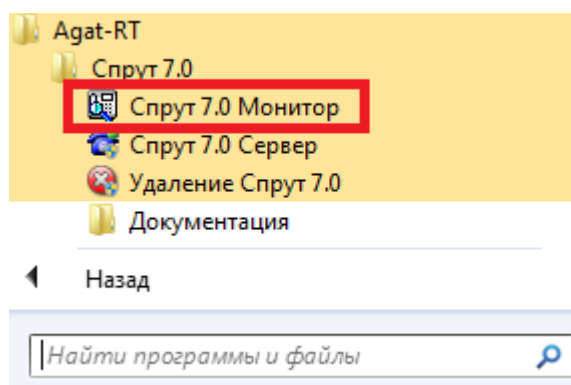 Agat-RT
Спрут 7.0
Спрут 7.0 Монитор
Спрут 7.0 Сервер
Удаление Спрут 7.0
Документация
Назад
Найти программы и файлы